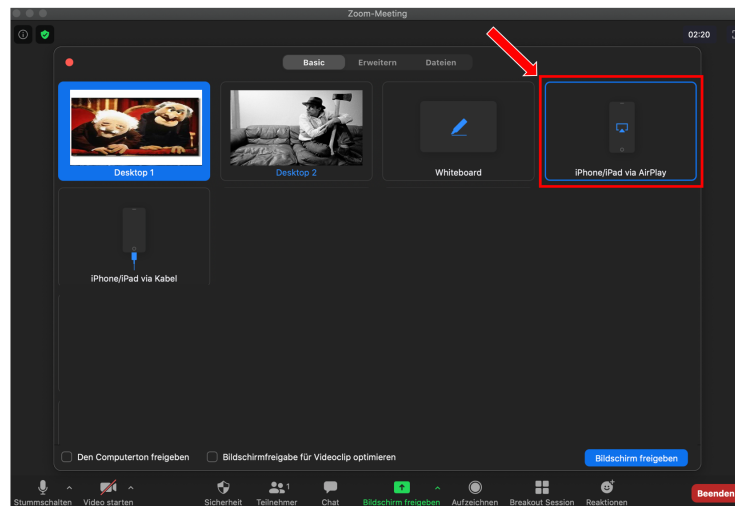 Zoom-Meeting
02:20
Basic Erweitern Dateien
Desktop 1
Desktop 2
Whiteboard
iPhone/iPad via AirPlay
iPhone/iPad via Kabel
Den Computerton freigeben
Bildschirmfreigabe für Videoclip optimieren
Bildschirm freigeben
1
Stummschalten Video starten Sicherheit Teilnehmer Chat Bildschirm freigeben Aufzeichnen Breakout Session Reaktionen
Beenden